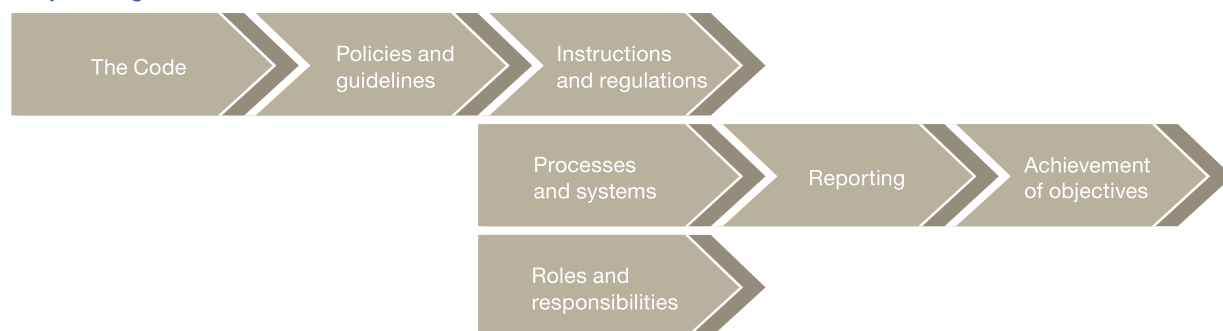 The Code
Policies and
guidelines
Instructions
and regulations
Processes
and systems
Reporting
Achievement
of objectives
Roles and
responsibilities